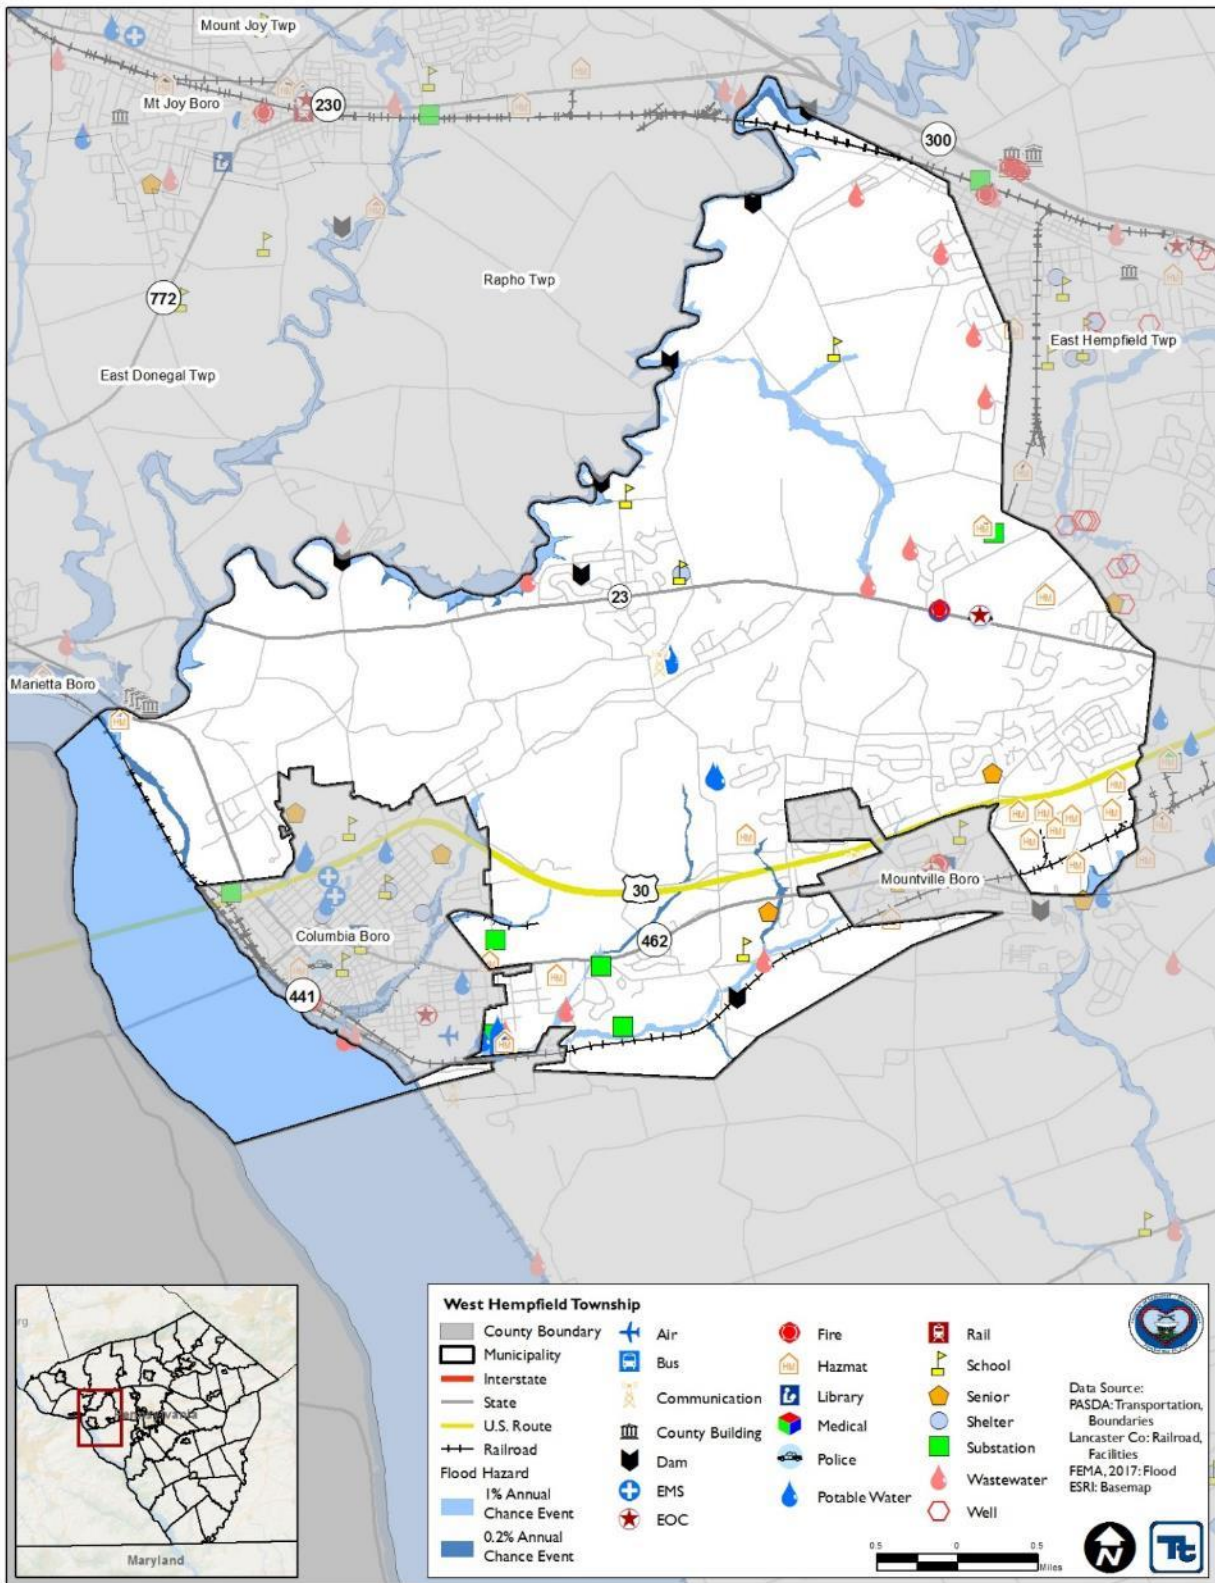 Mount Joy Twp
Mt Joy Boro
230
300
Rapho Twp
772
East Hempfield Twp
East Donegal Twp
23
Marietta Boro
30
Mountville Boro
462
Columbia Boro
441
West Hempfield Township
County Boundary
Municipality
Interstate
State
U.S. Route
Railroad
Flood Hazard
1% Annual
Chance Event
0.2% Annual
Chance Event
Air
Bus
Communication
County Building
Dam
EMS
EOC
Fire
HM Hazmat
Library
Medical
Police
Potable Water
Rail
School
Senior
Shelter
Substation
Wastewater
Well
Data Source:
PASDA: Transportation,
Boundaries
Lancaster Co: Railroad,
Facilities
FEMA, 2017: Flood
ESRI: Basemap
0.5 0 0.5
Miles
N
Tt
Pennsylvania
Maryland